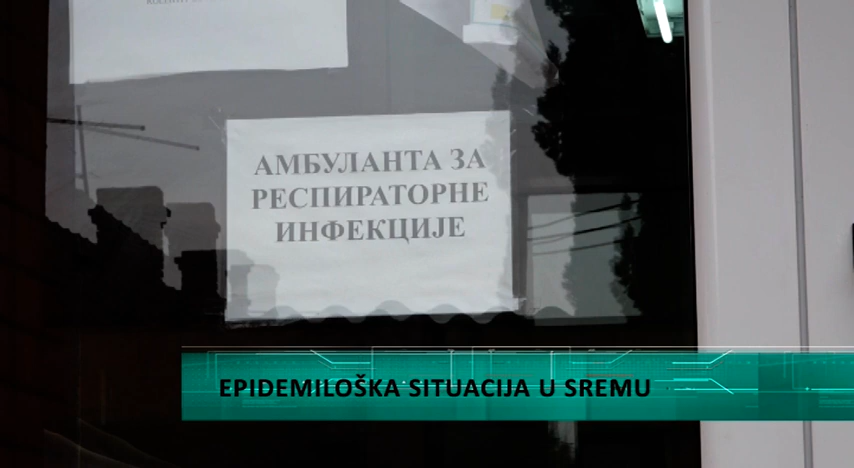 АМБУЛАНТА ЗА
РЕСПИРАТОРНЕ
ИНФЕКЦИЈЕ
EPIDEMILOŠKA SITUACIJA U SREMU